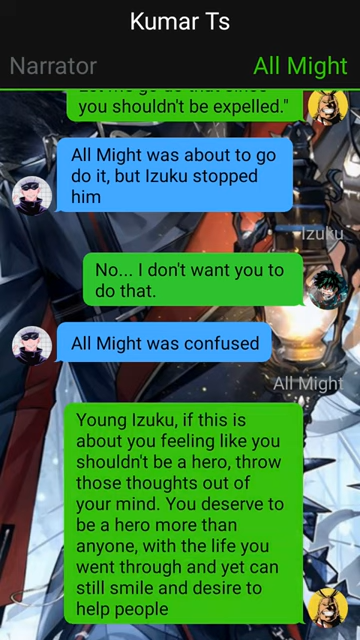 Kumar Ts
Narrator
All Might
you shouldn't be expelled."
All Might was about to go
do it, but Izuku stopped
him
Izuku
No... I don't want you to
do that.
All Might was confused
All Might
Young Izuku, if this is
about you feeling like you
shouldn't be a hero, throw
those thoughts out of
your mind. You deserve to
be a hero more than
anyone, with the life you
went through and yet can
still smile and desire to
help people